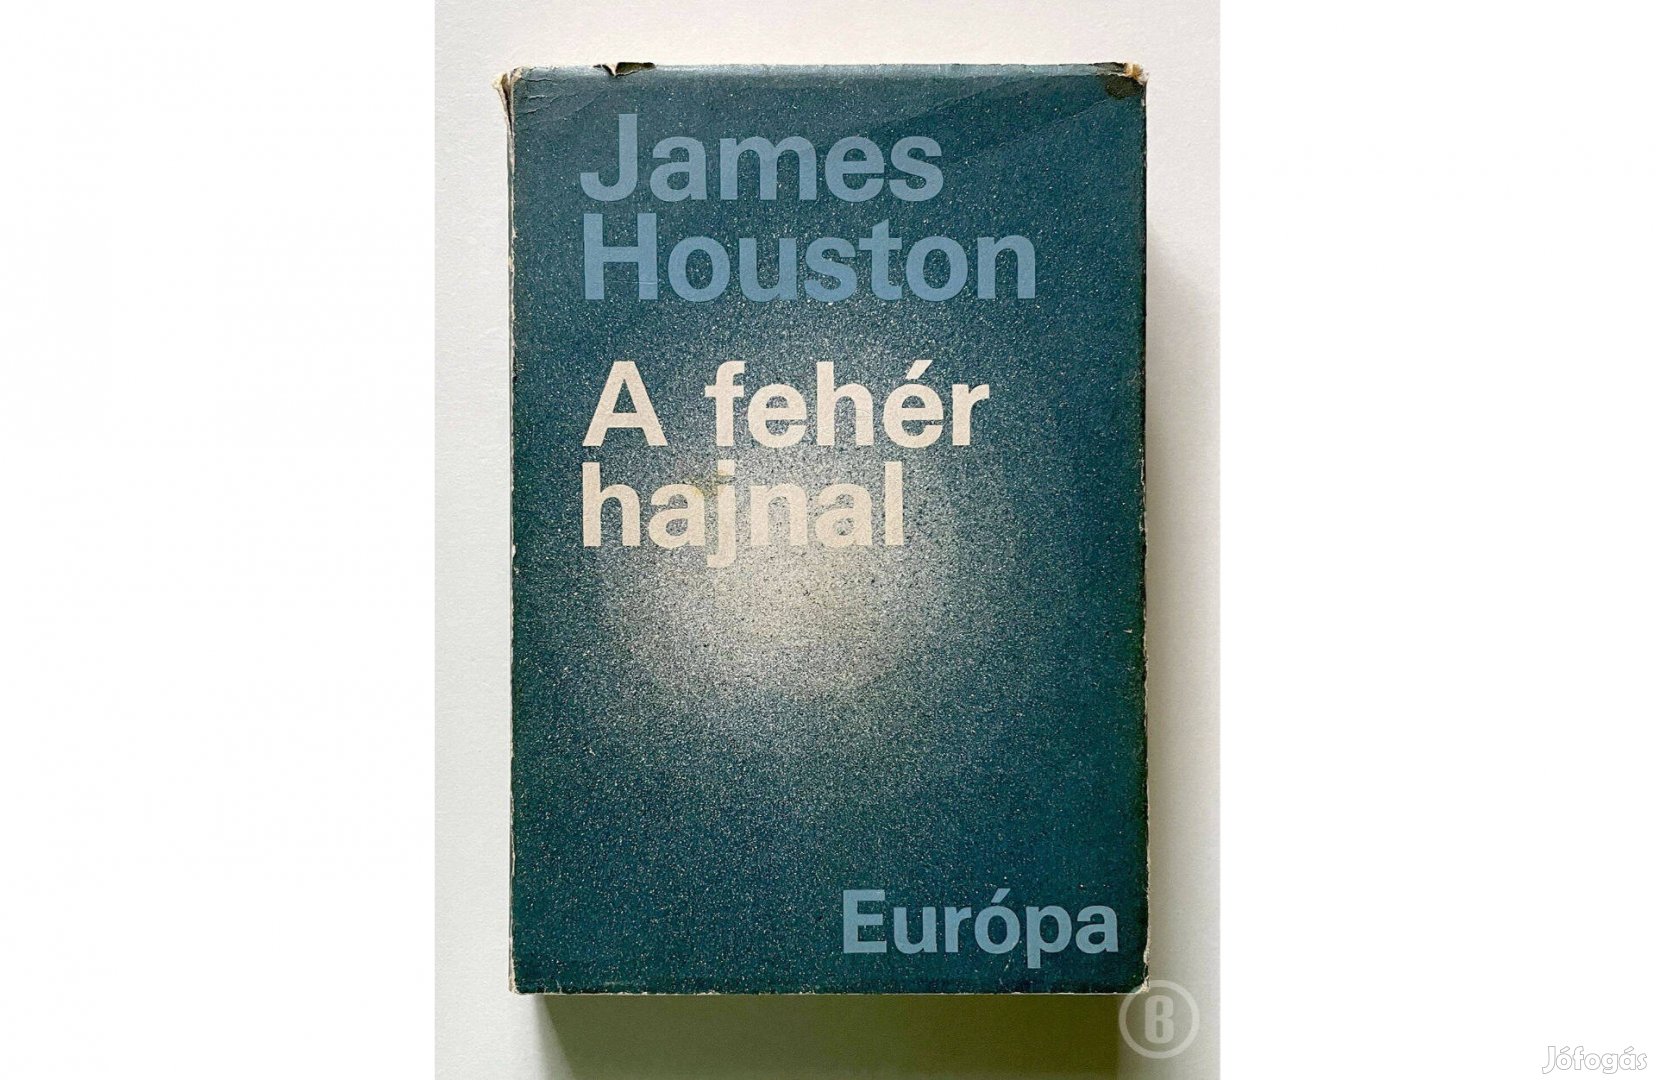 James
Houston
A fehér
hajnal
Európa
B
Jófogás